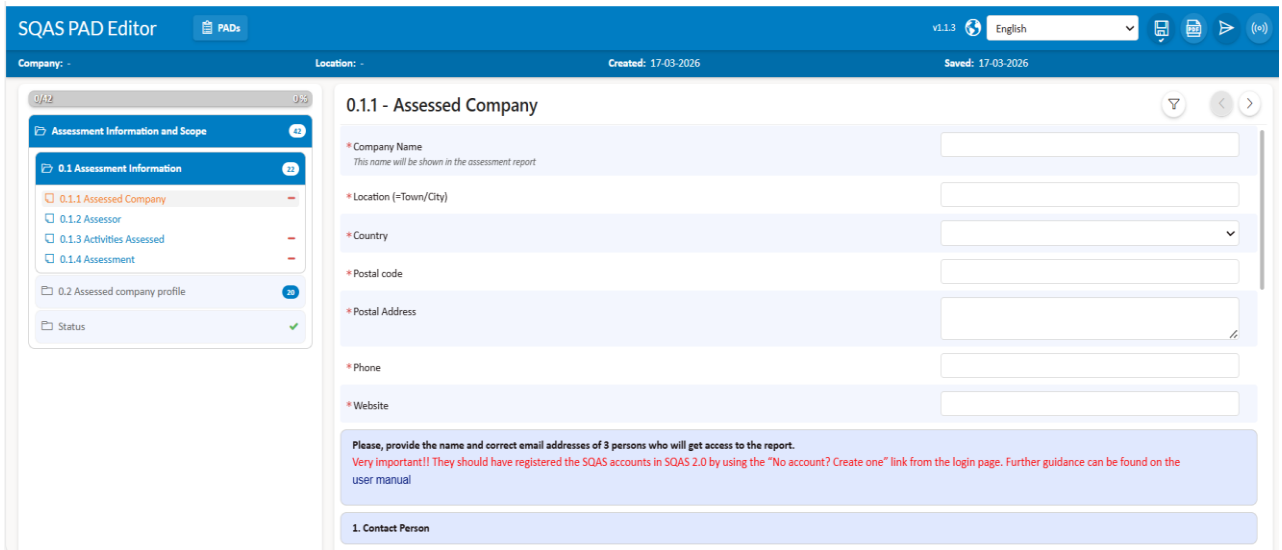 SQAS PAD Editor
PADs
v1.1.3
English
Company: -
Location: -
Created: 17-03-2026
Saved: 17-03-2026
0/42
0%
Assessment Information and Scope
42
0.1 Assessment Information
22
0.1.1 Assessed Company
0.1.2 Assessor
0.1.3 Activities Assessed
0.1.4 Assessment
0.2 Assessed company profile
20
Status
0.1.1 - Assessed Company
* Company Name
This name will be shown in the assessment report
* Location (=Town/City)
* Country
* Postal code
* Postal Address
* Phone
* Website
Please, provide the name and correct email addresses of 3 persons who will get access to the report.
Very important!! They should have registered the SQAS accounts in SQAS 2.0 by using the “No account? Create one” link from the login page. Further guidance can be found on the
user manual
1. Contact Person